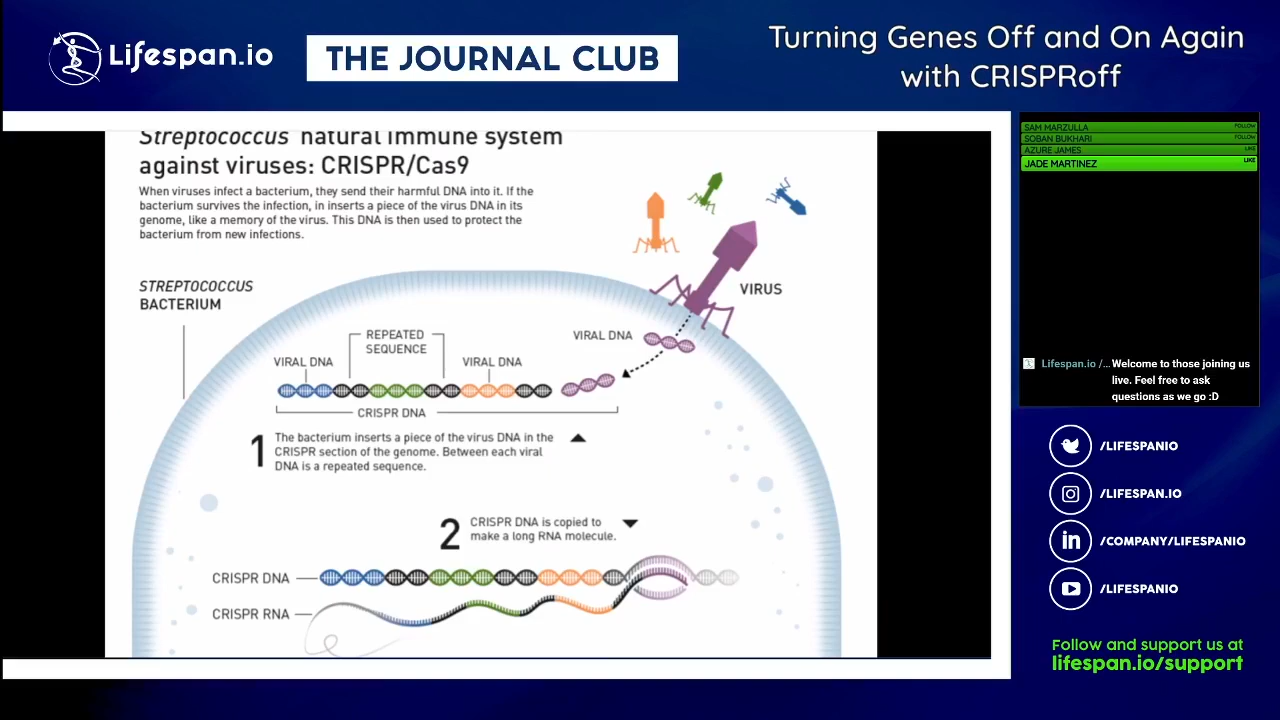 Lifespan.io
THE JOURNAL CLUB
Turning Genes Off and On Again
with CRISPRoff
Streptococcus' natural immune system
against viruses: CRISPR/Cas9
When viruses infect a bacterium, they send their harmful DNA into it. If the
bacterium survives the infection, in inserts a piece of the virus DNA in its
genome, like a memory of the virus. This DNA is then used to protect the
bacterium from new infections.
STREPTOCOCCUS
BACTERIUM
VIRUS
VIRAL DNA
REPEATED
SEQUENCE
VIRAL DNA
VIRAL DNA
CRISPR DNA
1
The bacterium inserts a piece of the virus DNA in the
CRISPR section of the genome. Between each viral
DNA is a repeated sequence.
2
CRISPR DNA is copied to
make a long RNA molecule.
CRISPR DNA
CRISPR RNA
SAM MARZULLA FOLLOW
SOBAN BUKHARI FOLLOW
AZURE JAMES LIKE
JADE MARTINEZ LIKE
Lifespan.io /... Welcome to those joining us
live. Feel free to ask
questions as we go :D
/LIFESPANIO
/LIFESPAN.IO
/COMPANY/LIFESPANIO
/LIFESPANIO
Follow and support us at
lifespan.io/support